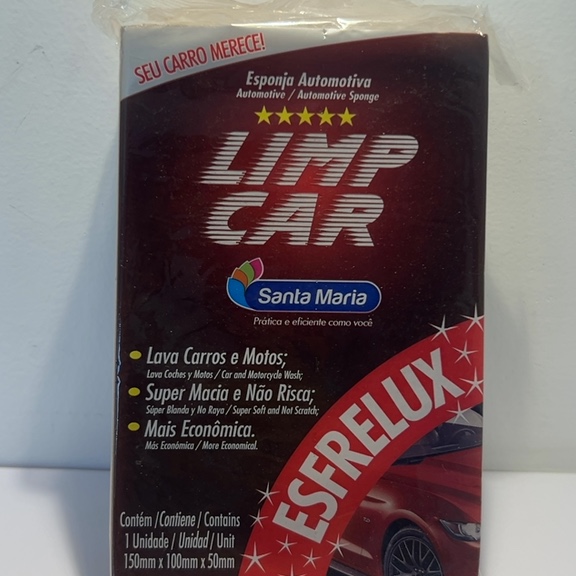 SEU CARRO MERECE!
Esponja Automotiva
Automotive / Automotive Sponge
LIMP
CAR
Santa Maria
Prática e eficiente como você
Lava Carros e Motos;
Lava Coches y Motos / Car and Motorcycle Wash;
Super Macia e Não Risca;
Súper Blanda y No Raya / Super Soft and Not Scratch;
Mais Econômica.
Más Económico / More Economical.
ESFRELUX
Contém / Contiene / Contains
1 Unidade / Unidad / Unit
150mm x 100mm x 50mm